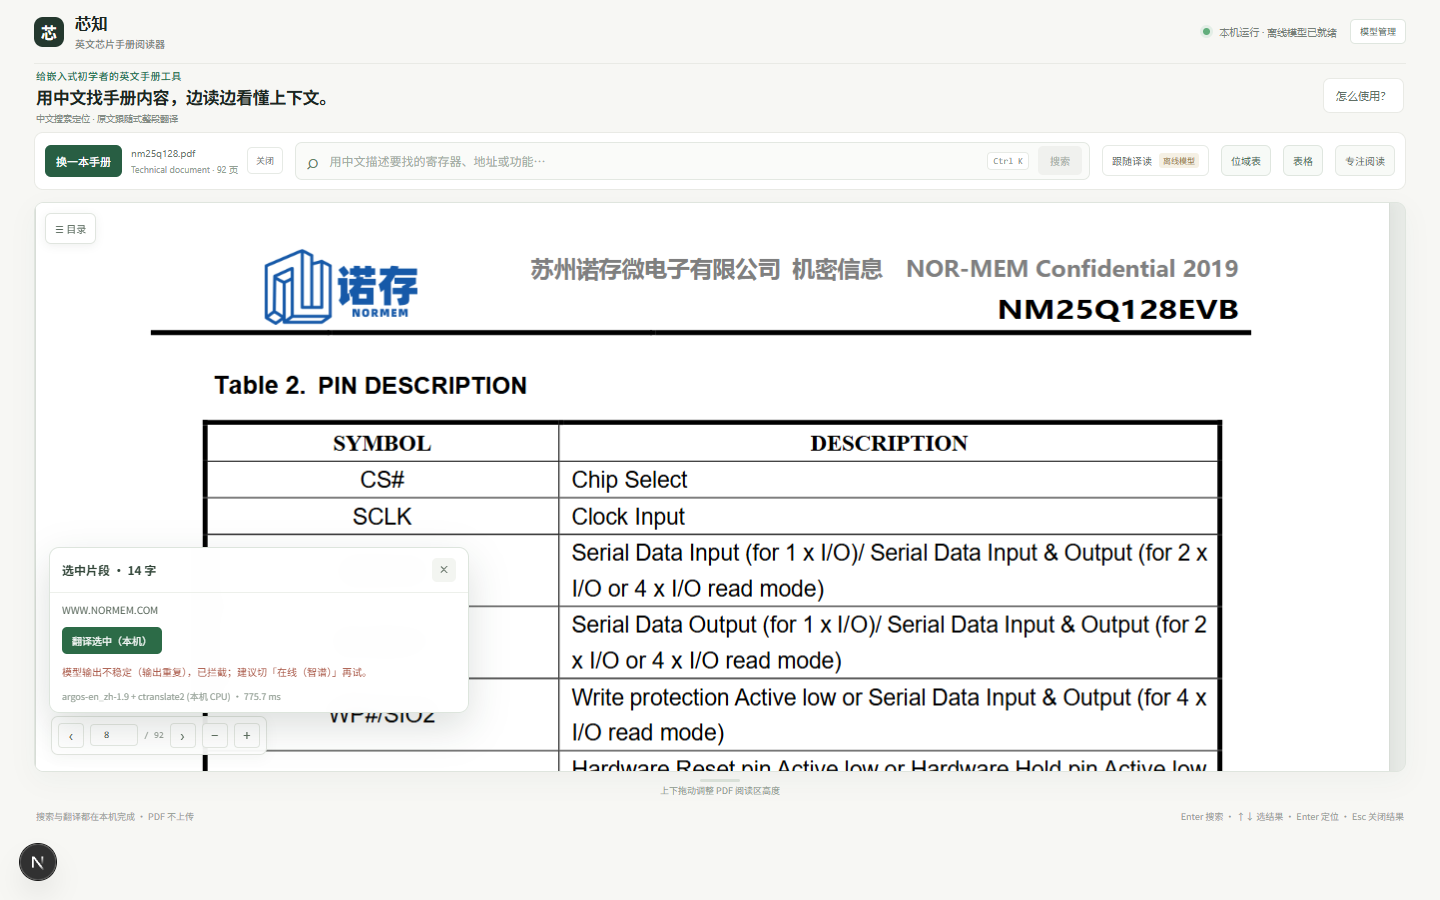 芯
芯知
英文芯片手册阅读器
本机运行 · 离线模型已就绪
模型管理
给嵌入式初学者的英文手册工具
用中文找手册内容，边读边看懂上下文。
中文搜索定位 · 原文跟随式整段翻译
怎么使用？
换一本手册
nm25q128.pdf
Technical document · 92 页
关闭
用中文描述要找的寄存器、地址或功能…
Ctrl K
搜索
跟随译读 离线模型
位域表
表格
专注阅读
☰ 目录
诺存
NORMEM
苏州诺存微电子有限公司 机密信息 NOR-MEM Confidential 2019
NM25Q128EVB
Table 2. PIN DESCRIPTION
SYMBOL DESCRIPTION
CS# Chip Select
SCLK Clock Input
Serial Data Input (for 1 x I/O)/ Serial Data Input & Output (for 2 x
I/O or 4 x I/O read mode)
Serial Data Output (for 1 x I/O)/ Serial Data Input & Output (for 2
x I/O or 4 x I/O read mode)
WP#/SIO2
Write protection Active low or Serial Data Input & Output (for 4 x
I/O read mode)
Hardware Reset pin Active low or Hardware Hold pin Active low
选中片段 · 14 字
×
WWW.NORMEM.COM
翻译选中（本机）
模型输出不稳定（输出重复），已拦截；建议切「在线（智谱）」再试。
argos-en_zh-1.9 + ctranslate2 (本机 CPU) · 775.7 ms
‹ 8 / 92 › − +
上下拖动调整 PDF 阅读区高度
搜索与翻译都在本机完成 · PDF 不上传
Enter 搜索 · ↑↓ 选结果 · Enter 定位 · Esc 关闭结果
N